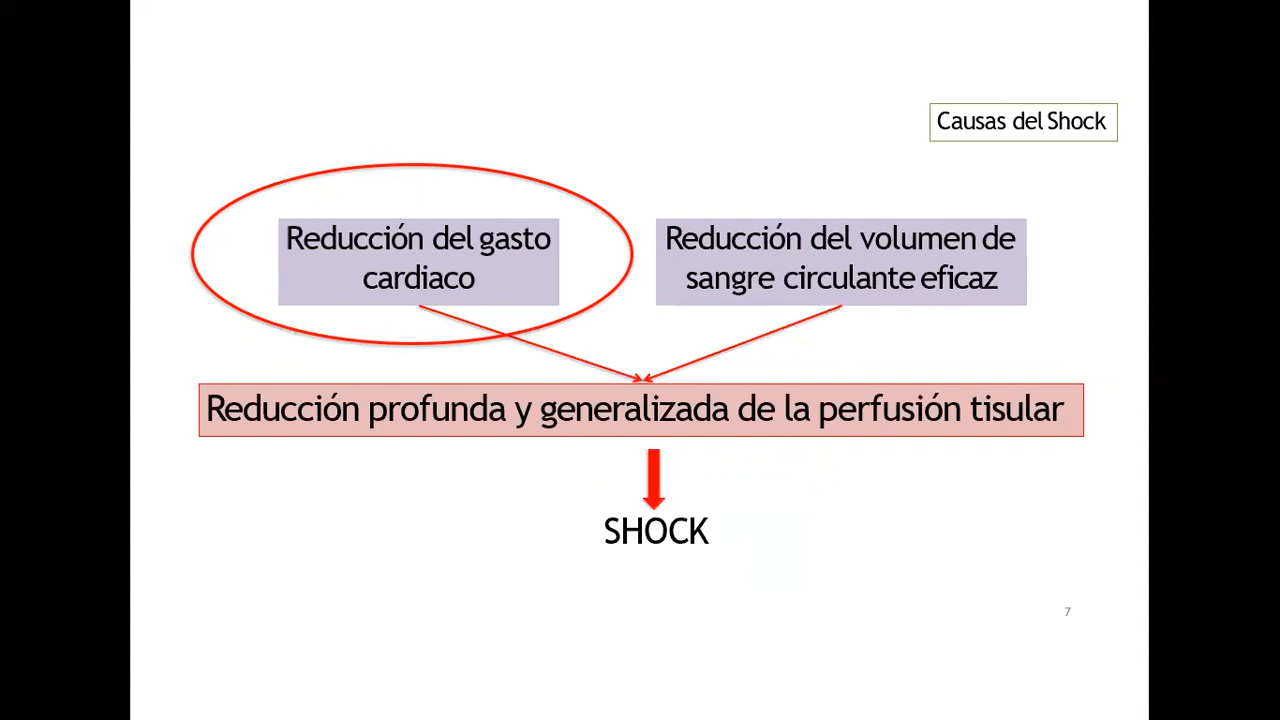 Causas del Shock
Reducción del gasto
cardiaco
Reducción del volumen de
sangre circulante eficaz
Reducción profunda y generalizada de la perfusión tisular
SHOCK
7